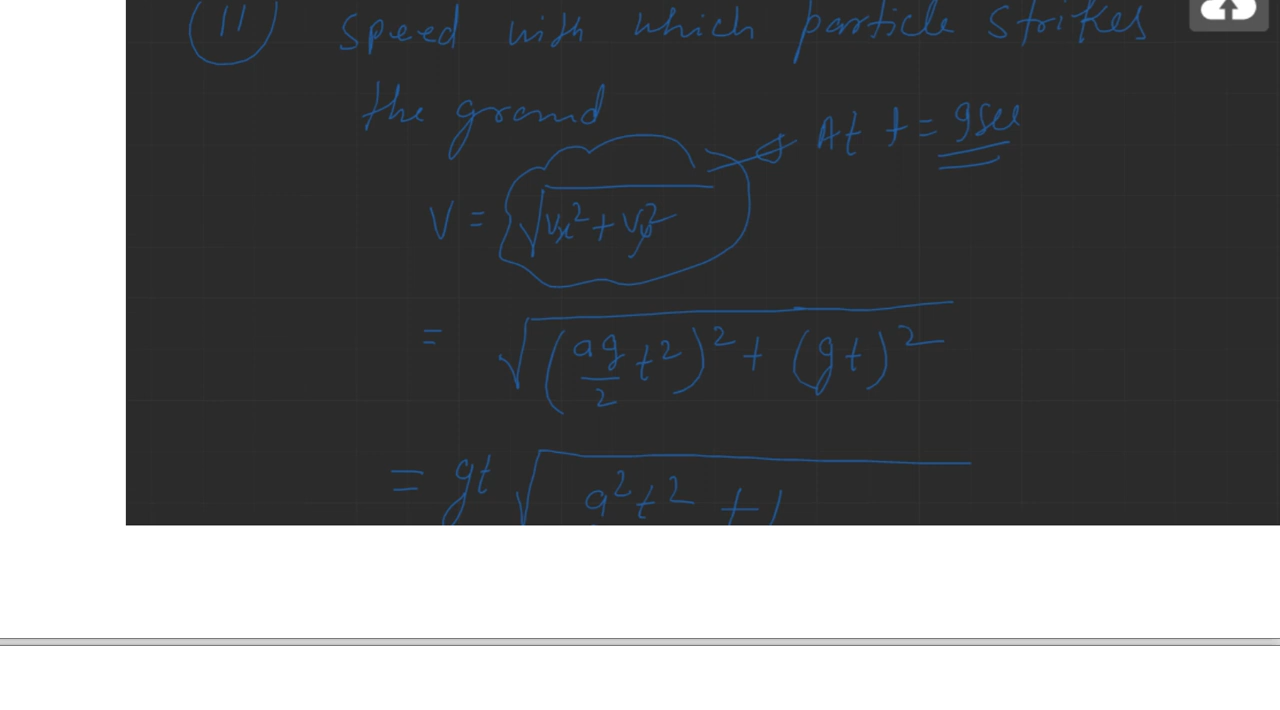 (11) Speed with which particle strikes
the ground
At t = 9sec
V = √(Vx² + Vy²)
= √((ag/2 t²)² + (gt)²)
= gt √(a²t² + 1